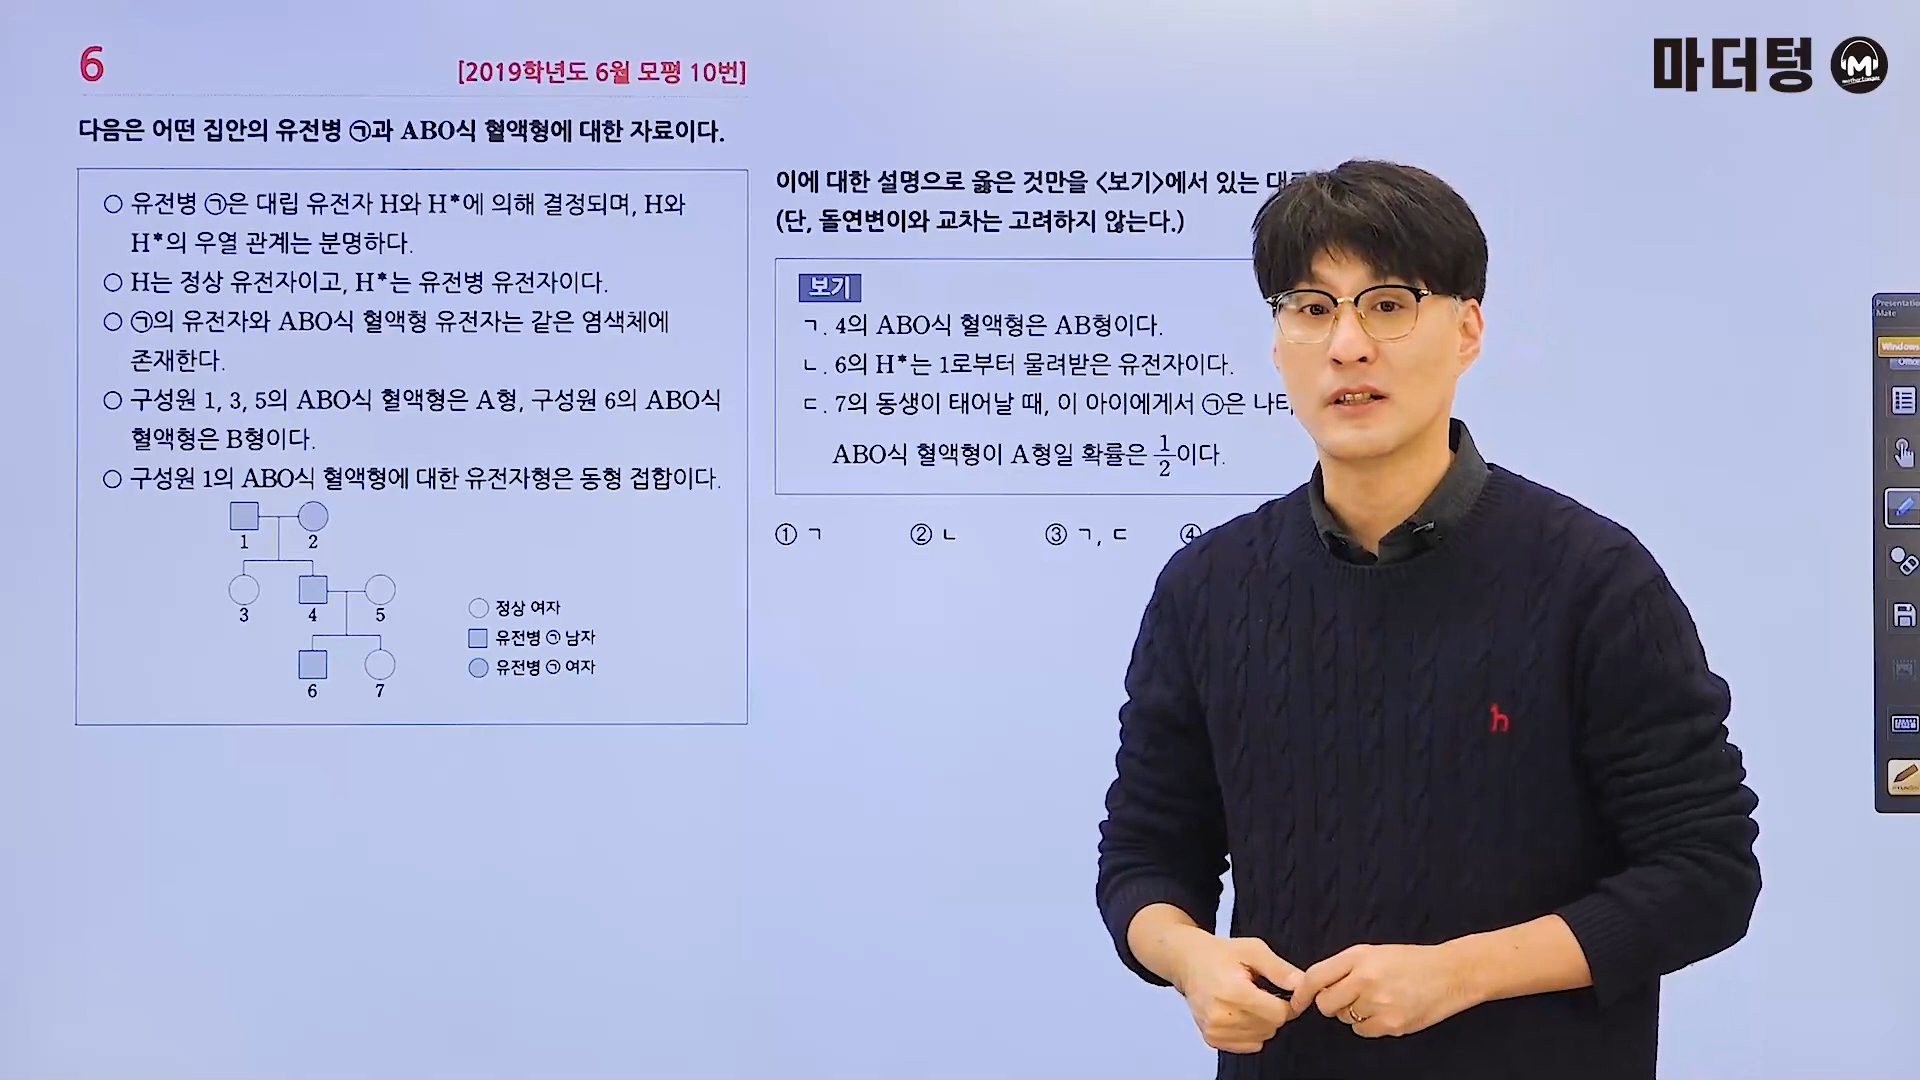 마더텅
6
[2019학년도 6월 모평 10번]
다음은 어떤 집안의 유전병 ㉠과 ABO식 혈액형에 대한 자료이다.
○ 유전병 ㉠은 대립 유전자 H와 H*에 의해 결정되며, H와
H*의 우열 관계는 분명하다.
○ H는 정상 유전자이고, H*는 유전병 유전자이다.
○ ㉠의 유전자와 ABO식 혈액형 유전자는 같은 염색체에
존재한다.
○ 구성원 1, 3, 5의 ABO식 혈액형은 A형, 구성원 6의 ABO식
혈액형은 B형이다.
○ 구성원 1의 ABO식 혈액형에 대한 유전자형은 동형 접합이다.
1 2
3 4 5
6 7
정상 여자
유전병 ㉠ 남자
유전병 ㉠ 여자
이에 대한 설명으로 옳은 것만을 <보기>에서 있는
(단, 돌연변이와 교차는 고려하지 않는다.)
보기
ㄱ. 4의 ABO식 혈액형은 AB형이다.
ㄴ. 6의 H*는 1로부터 물려받은 유전자이다.
ㄷ. 7의 동생이 태어날 때, 이 아이에게서 ㉠은
ABO식 혈액형이 A형일 확률은 1/2이다.
① ㄱ ② ㄴ ③ ㄱ, ㄷ ④
h
M
Windows